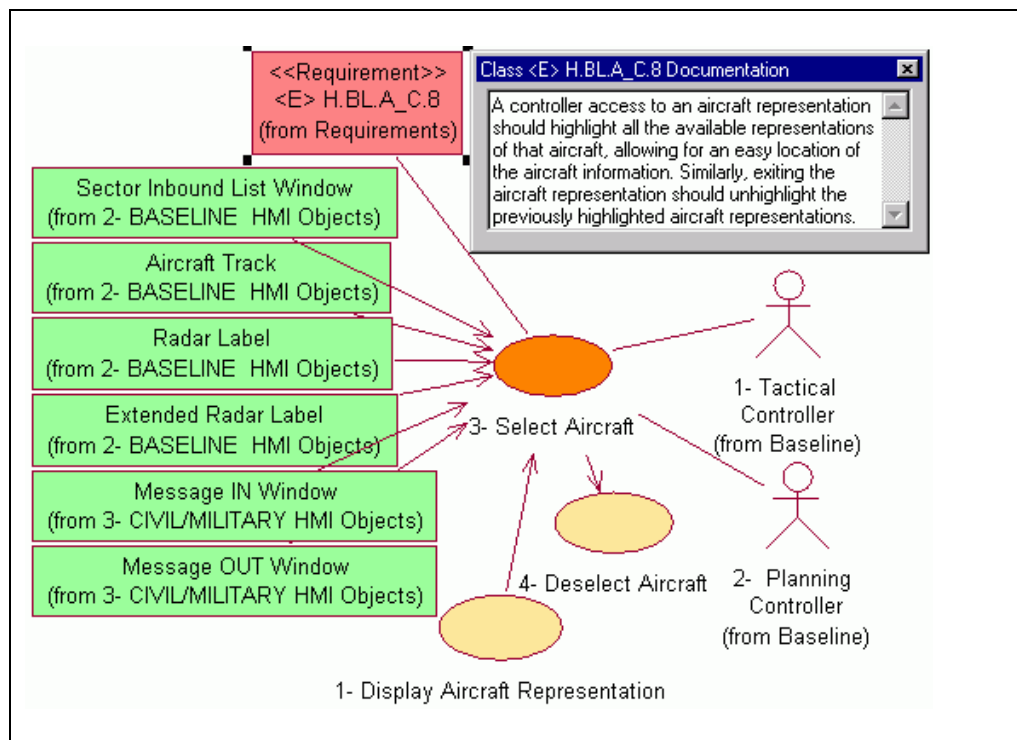 <<Requirement>>
<E> H.BL.A_C.8
(from Requirements)
Class <E> H.BL.A_C.8 Documentation
A controller access to an aircraft representation
should highlight all the available representations
of that aircraft, allowing for an easy location of
the aircraft information. Similarly, exiting the
aircraft representation should unhighlight the
previously highlighted aircraft representations.
Sector Inbound List Window
(from 2- BASELINE HMI Objects)
Aircraft Track
(from 2- BASELINE HMI Objects)
Radar Label
(from 2- BASELINE HMI Objects)
Extended Radar Label
(from 2- BASELINE HMI Objects)
Message IN Window
(from 3- CIVIL/MILITARY HMI Objects)
Message OUT Window
(from 3- CIVIL/MILITARY HMI Objects)
3- Select Aircraft
1- Tactical
Controller
(from Baseline)
4- Deselect Aircraft
2- Planning
Controller
(from Baseline)
1- Display Aircraft Representation